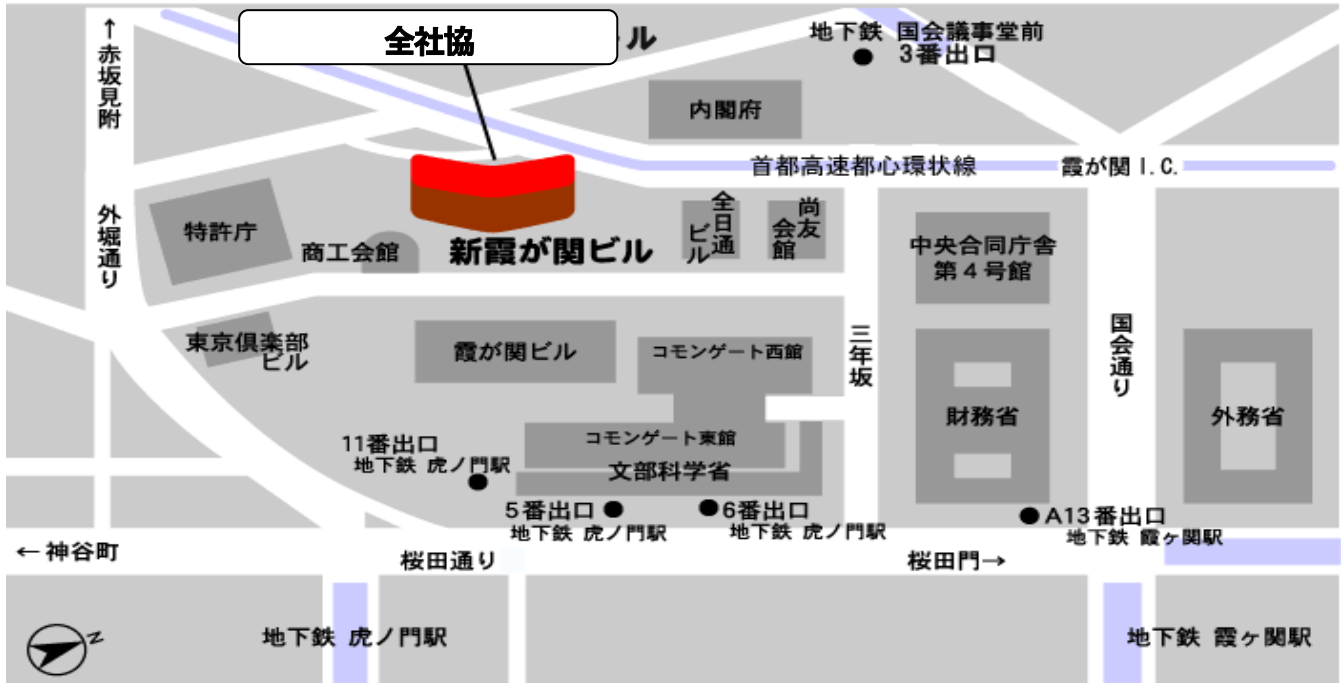 ↑赤坂見附
全社協
ル
地下鉄 国会議事堂前
3番出口
内閣府
首都高速都心環状線
霞が関 I.C.
外堀通り
特許庁
商工会館
新霞が関ビル
全日通
ビル
尚友
会館
中央合同庁舎
第4号館
東京倶楽部
ビル
霞が関ビル
コモンゲート西館
三年坂
国会通り
財務省
外務省
コモンゲート東館
文部科学省
11番出口
地下鉄 虎ノ門駅
5番出口
地下鉄 虎ノ門駅
6番出口
地下鉄 虎ノ門駅
A13番出口
地下鉄 霞ヶ関駅
←神谷町
桜田通り
桜田門→
地下鉄 虎ノ門駅
地下鉄 霞ヶ関駅
N